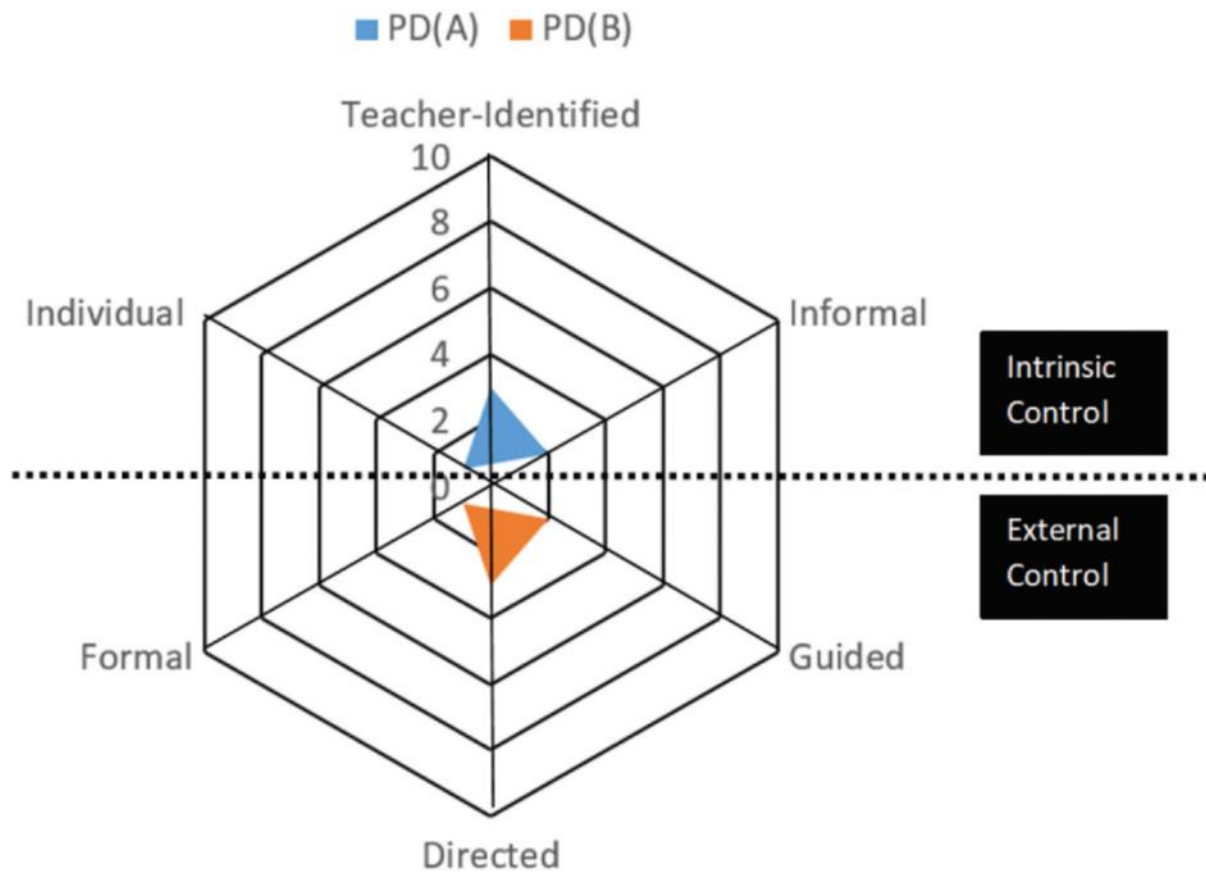 PD(A) PD(B)
Teacher-Identified
10
8
6
4
2
0
Individual
Informal
Formal
Guided
Directed
Intrinsic
Control
External
Control